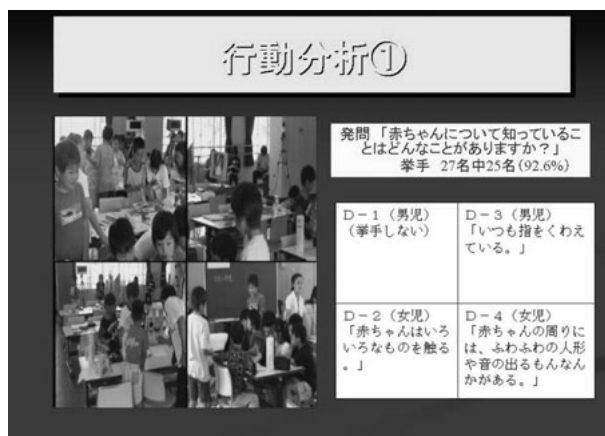 行動分析①
発問 「赤ちゃんについて知っているこ
とはどんなことがありますか？」
挙手 27名中25名(92.6%)
D－1（男児）
（挙手しない）
D－3（男児）
「いつも指をくわえ
ている。」
D－2（女児）
「赤ちゃんはいろ
いろなものを触る
。」
D－4（女児）
「赤ちゃんの周りに
は、ふわふわの人形
や音の出るもんなん
かがある。」